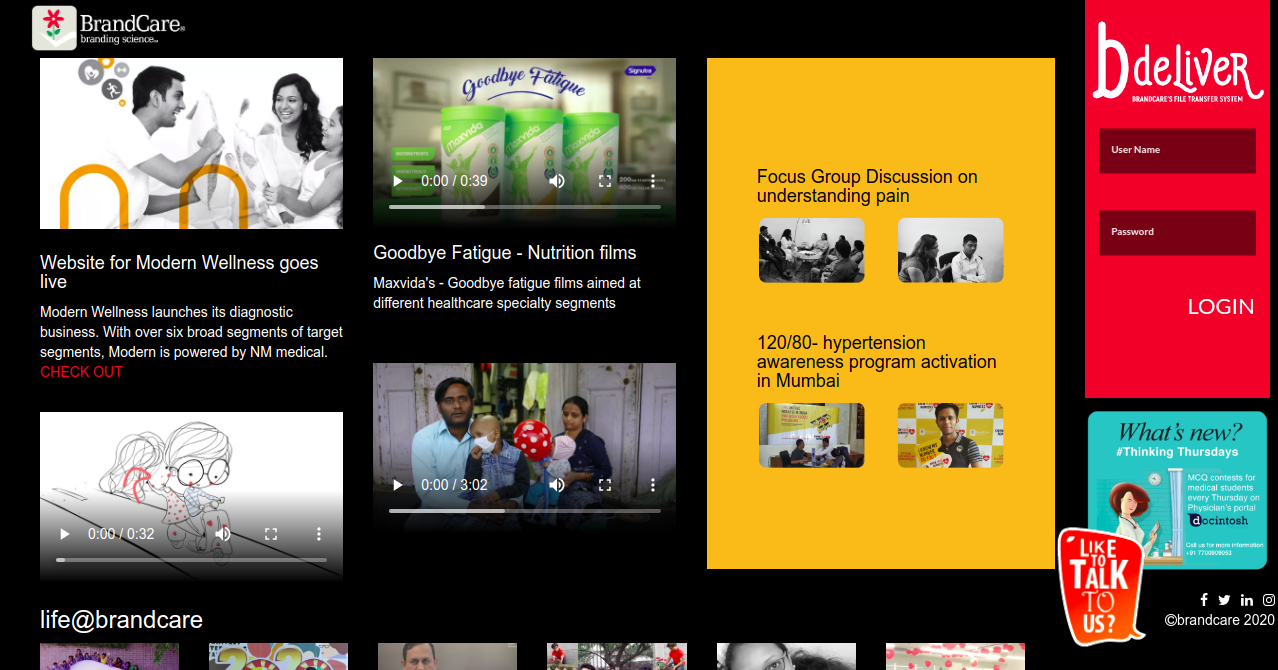 BrandCare®
branding science™
Website for Modern Wellness goes
live
Modern Wellness launches its diagnostic
business. With over six broad segments of target
segments, Modern is powered by NM medical.
CHECK OUT
0:00 / 0:32
Goodbye Fatigue
Signutra
maxvida
maxvida
maxvida
0:00 / 0:39
Goodbye Fatigue - Nutrition films
Maxvida's - Goodbye fatigue films aimed at
different healthcare specialty segments
0:00 / 3:02
Focus Group Discussion on
understanding pain
120/80- hypertension
awareness program activation
in Mumbai
bdeliver
BRANDCARE'S FILE TRANSFER SYSTEM
User Name
Password
LOGIN
What's new?
#Thinking Thursdays
MCQ contests for
medical students
every Thursday on
Physician's portal
docintosh
Call us for more information
+91 7700909053
LIKE
TO
TALK
TO
US?
©brandcare 2020
life@brandcare